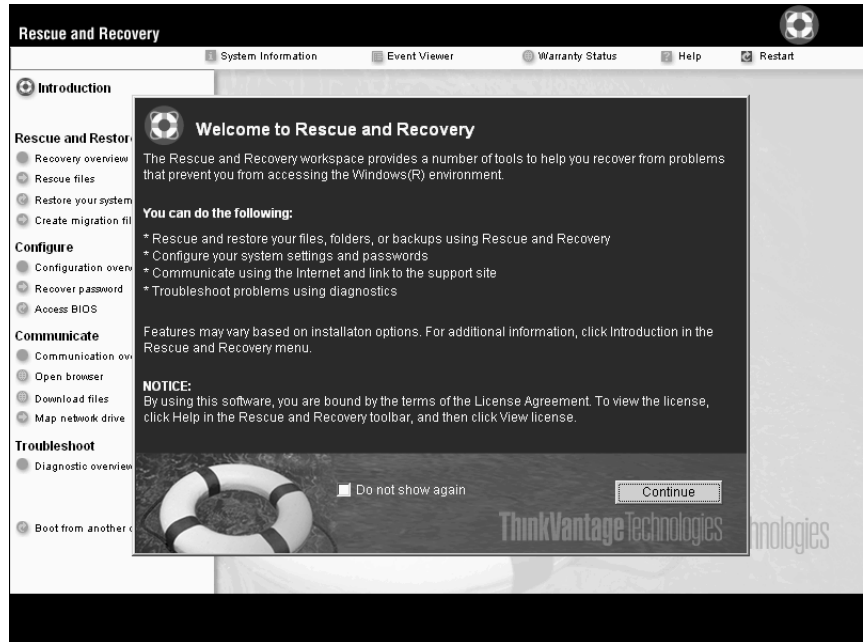 Rescue and Recovery
System Information
Event Viewer
Warranty Status
Help
Restart
Introduction
Rescue and Restor
Recovery overview
Rescue files
Restore your system
Create migration fil
Configure
Configuration overv
Recover password
Access BIOS
Communicate
Communication ov
Open browser
Download files
Map network drive
Troubleshoot
Diagnostic overview
Boot from another
Welcome to Rescue and Recovery
The Rescue and Recovery workspace provides a number of tools to help you recover from problems
that prevent you from accessing the Windows(R) environment.
You can do the following:
* Rescue and restore your files, folders, or backups using Rescue and Recovery
* Configure your system settings and passwords
* Communicate using the Internet and link to the support site
* Troubleshoot problems using diagnostics
Features may vary based on installaton options. For additional information, click Introduction in the
Rescue and Recovery menu.
NOTICE:
By using this software, you are bound by the terms of the License Agreement. To view the license,
click Help in the Rescue and Recovery toolbar, and then click View license.
Do not show again
Continue
ThinkVantage Technologies
hnologies